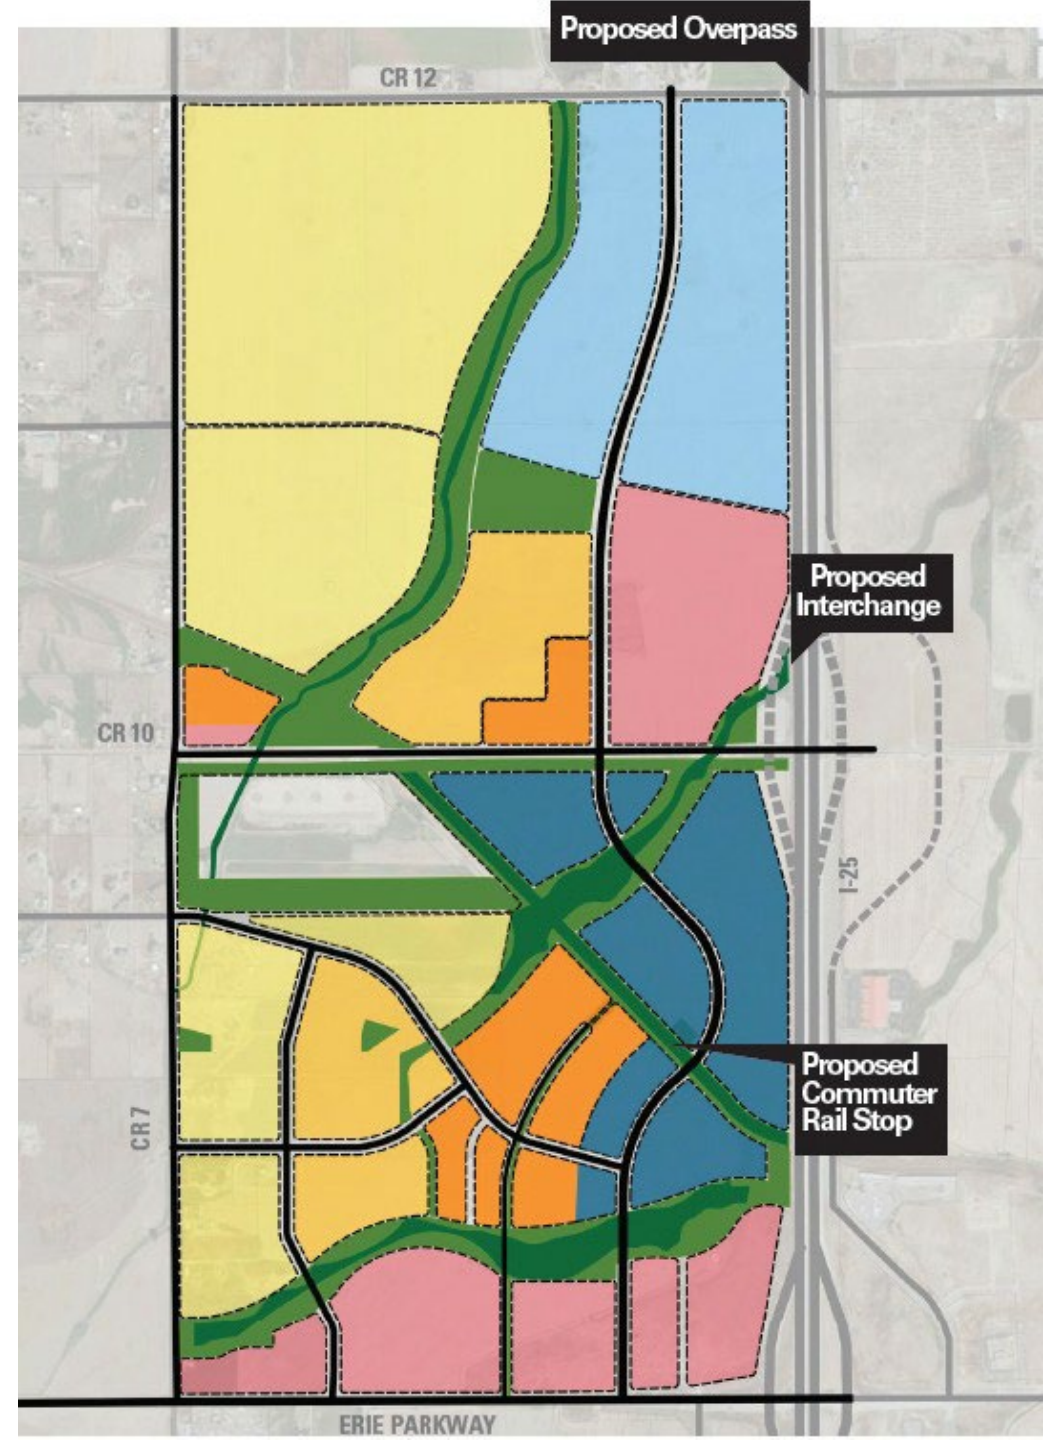 Proposed Overpass
CR 12
Proposed
Interchange
CR 10
I-25
Proposed
Commuter
Rail Stop
CR 7
ERIE PARKWAY